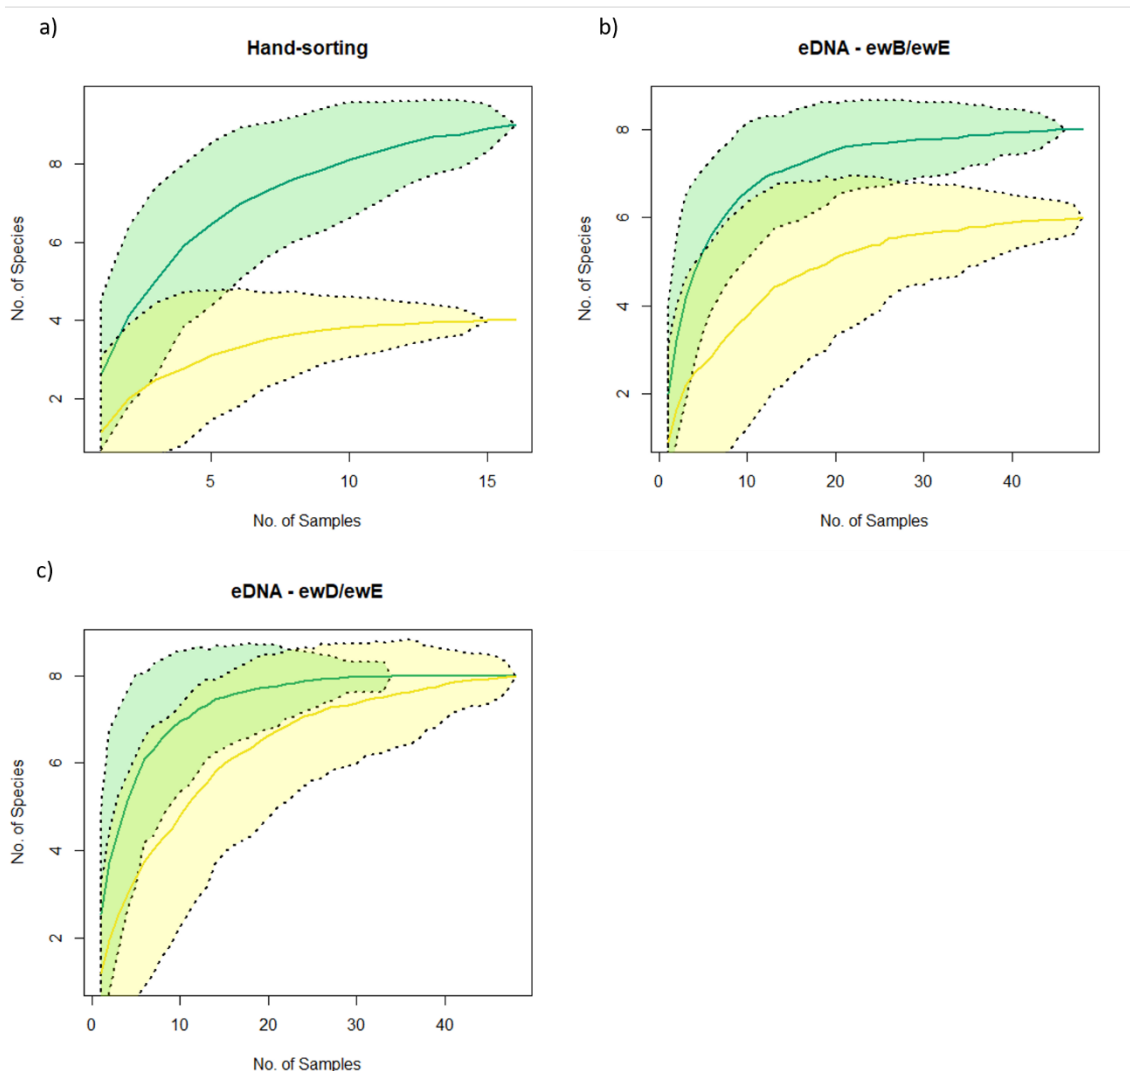 a)
Hand-sorting
No. of Species
8
6
4
2
5
10
15
No. of Samples
b)
eDNA - ewB/ewE
No. of Species
8
6
4
2
0
10
20
30
40
No. of Samples
c)
eDNA - ewD/ewE
No. of Species
8
6
4
2
0
10
20
30
40
No. of Samples